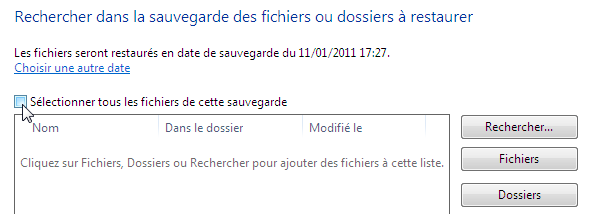 Rechercher dans la sauvegarde des fichiers ou dossiers à restaurer
Les fichiers seront restaurés en date de sauvegarde du 11/01/2011 17:27.
Choisir une autre date
Sélectionner tous les fichiers de cette sauvegarde
Nom Dans le dossier Modifié le
Rechercher...
Cliquez sur Fichiers, Dossiers ou Rechercher pour ajouter des fichiers à cette liste.
Fichiers
Dossiers